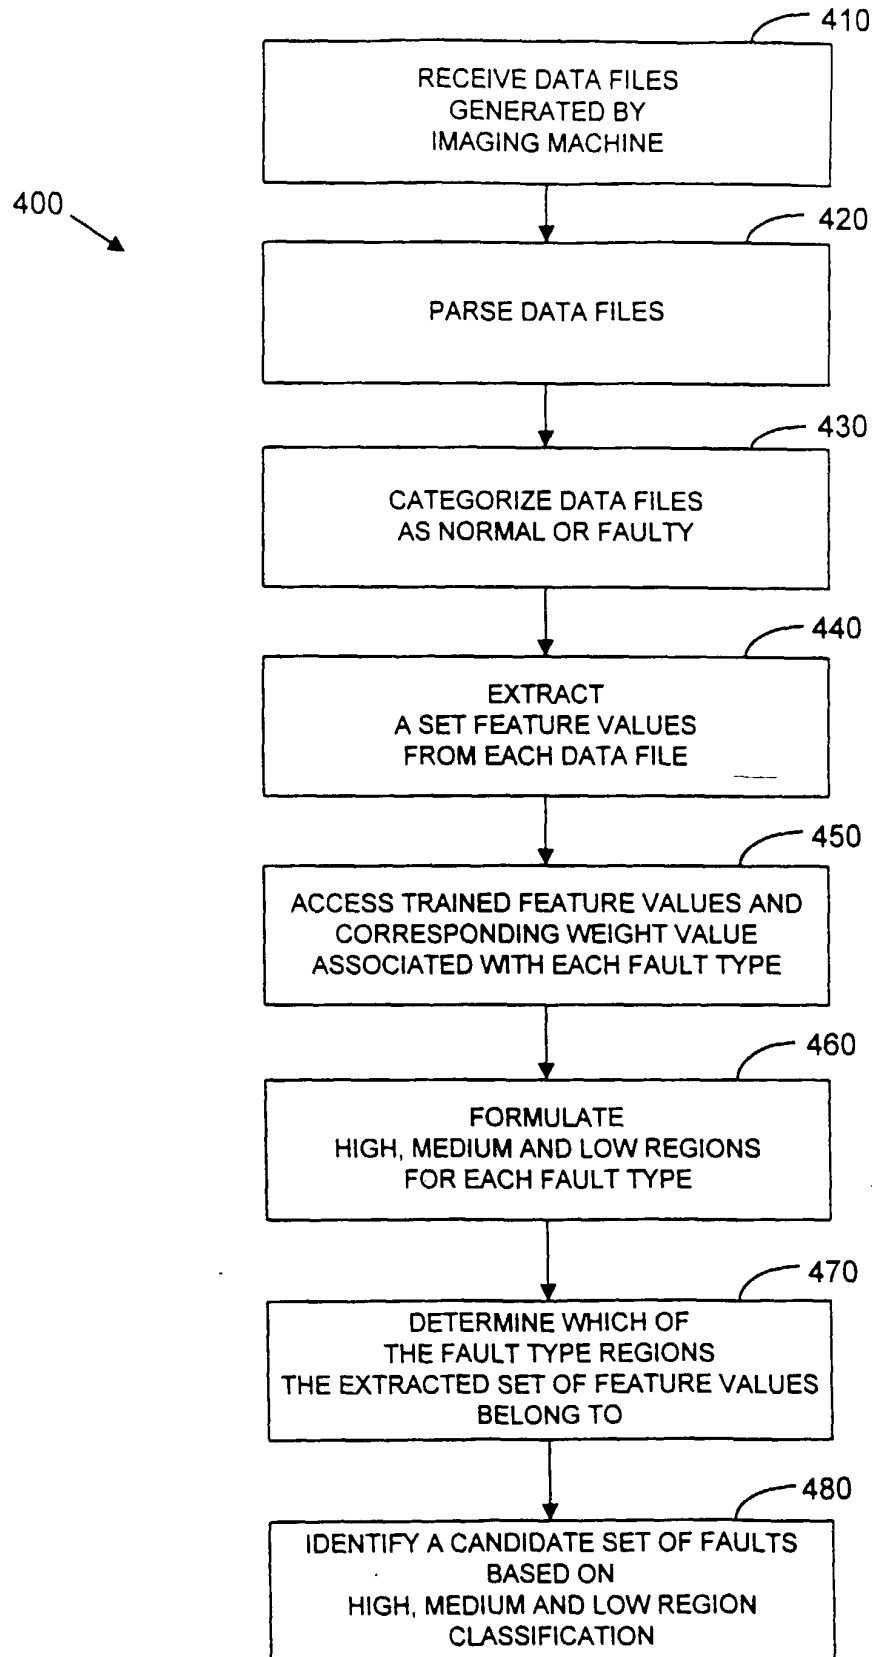 410
RECEIVE DATA FILES
GENERATED BY
IMAGING MACHINE
400
420
PARSE DATA FILES
430
CATEGORIZE DATA FILES
AS NORMAL OR FAULTY
440
EXTRACT
A SET FEATURE VALUES
FROM EACH DATA FILE
450
ACCESS TRAINED FEATURE VALUES AND
CORRESPONDING WEIGHT VALUE
ASSOCIATED WITH EACH FAULT TYPE
460
FORMULATE
HIGH, MEDIUM AND LOW REGIONS
FOR EACH FAULT TYPE
470
DETERMINE WHICH OF
THE FAULT TYPE REGIONS
THE EXTRACTED SET OF FEATURE VALUES
BELONG TO
480
IDENTIFY A CANDIDATE SET OF FAULTS
BASED ON
HIGH, MEDIUM AND LOW REGION
CLASSIFICATION